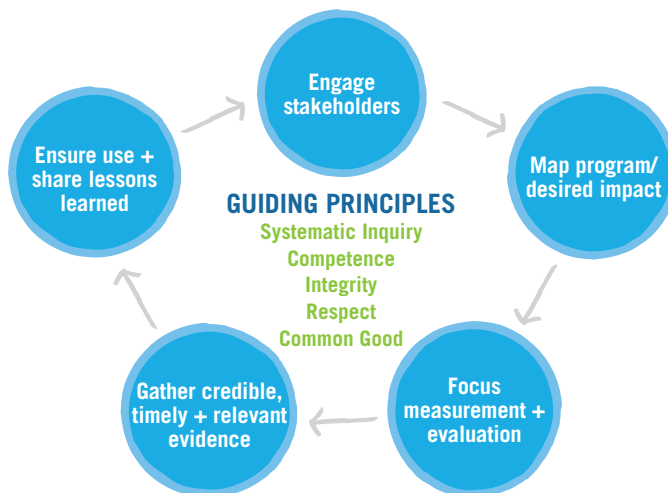 Engage
stakeholders
Ensure use +
share lessons
learned
Map program/
desired impact
GUIDING PRINCIPLES
Systematic Inquiry
Competence
Integrity
Respect
Common Good
Gather credible,
timely + relevant
evidence
Focus
measurement +
evaluation